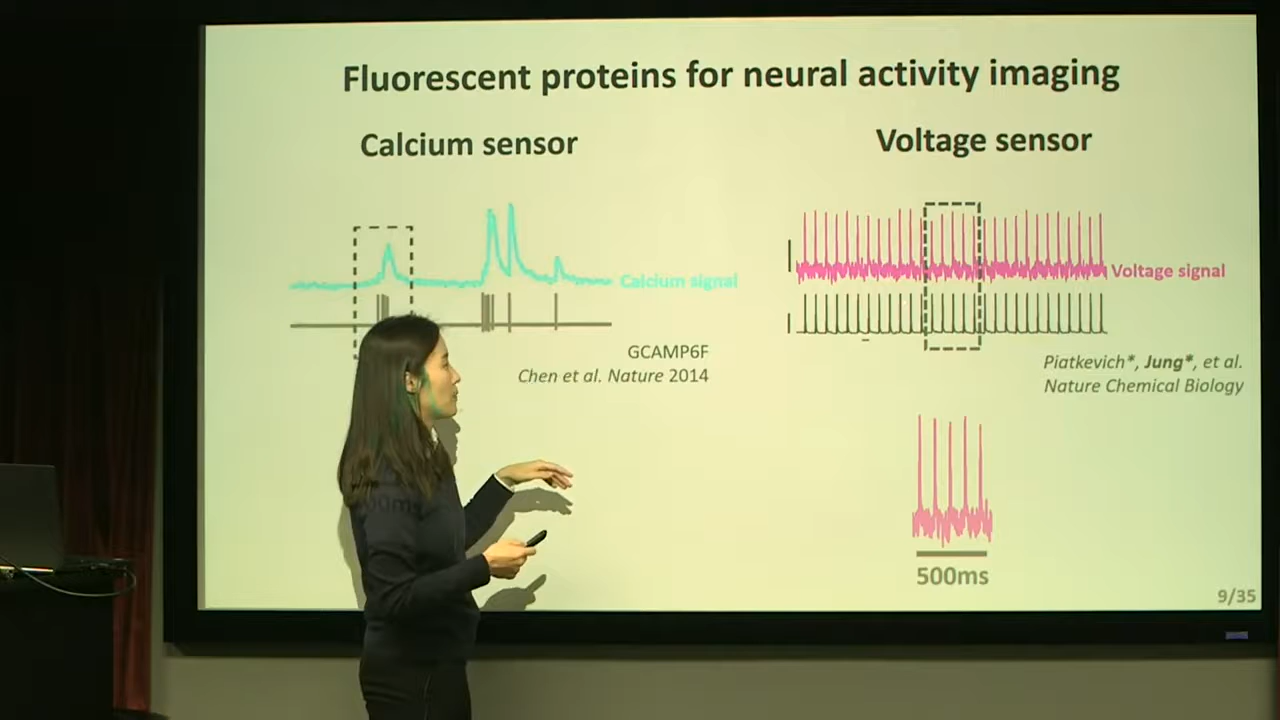 Fluorescent proteins for neural activity imaging
Calcium sensor
Calcium signal
GCAMP6F
Chen et al. Nature 2014
Voltage sensor
Voltage signal
Piatkevich*, Jung*, et al.
Nature Chemical Biology
500ms
9/35